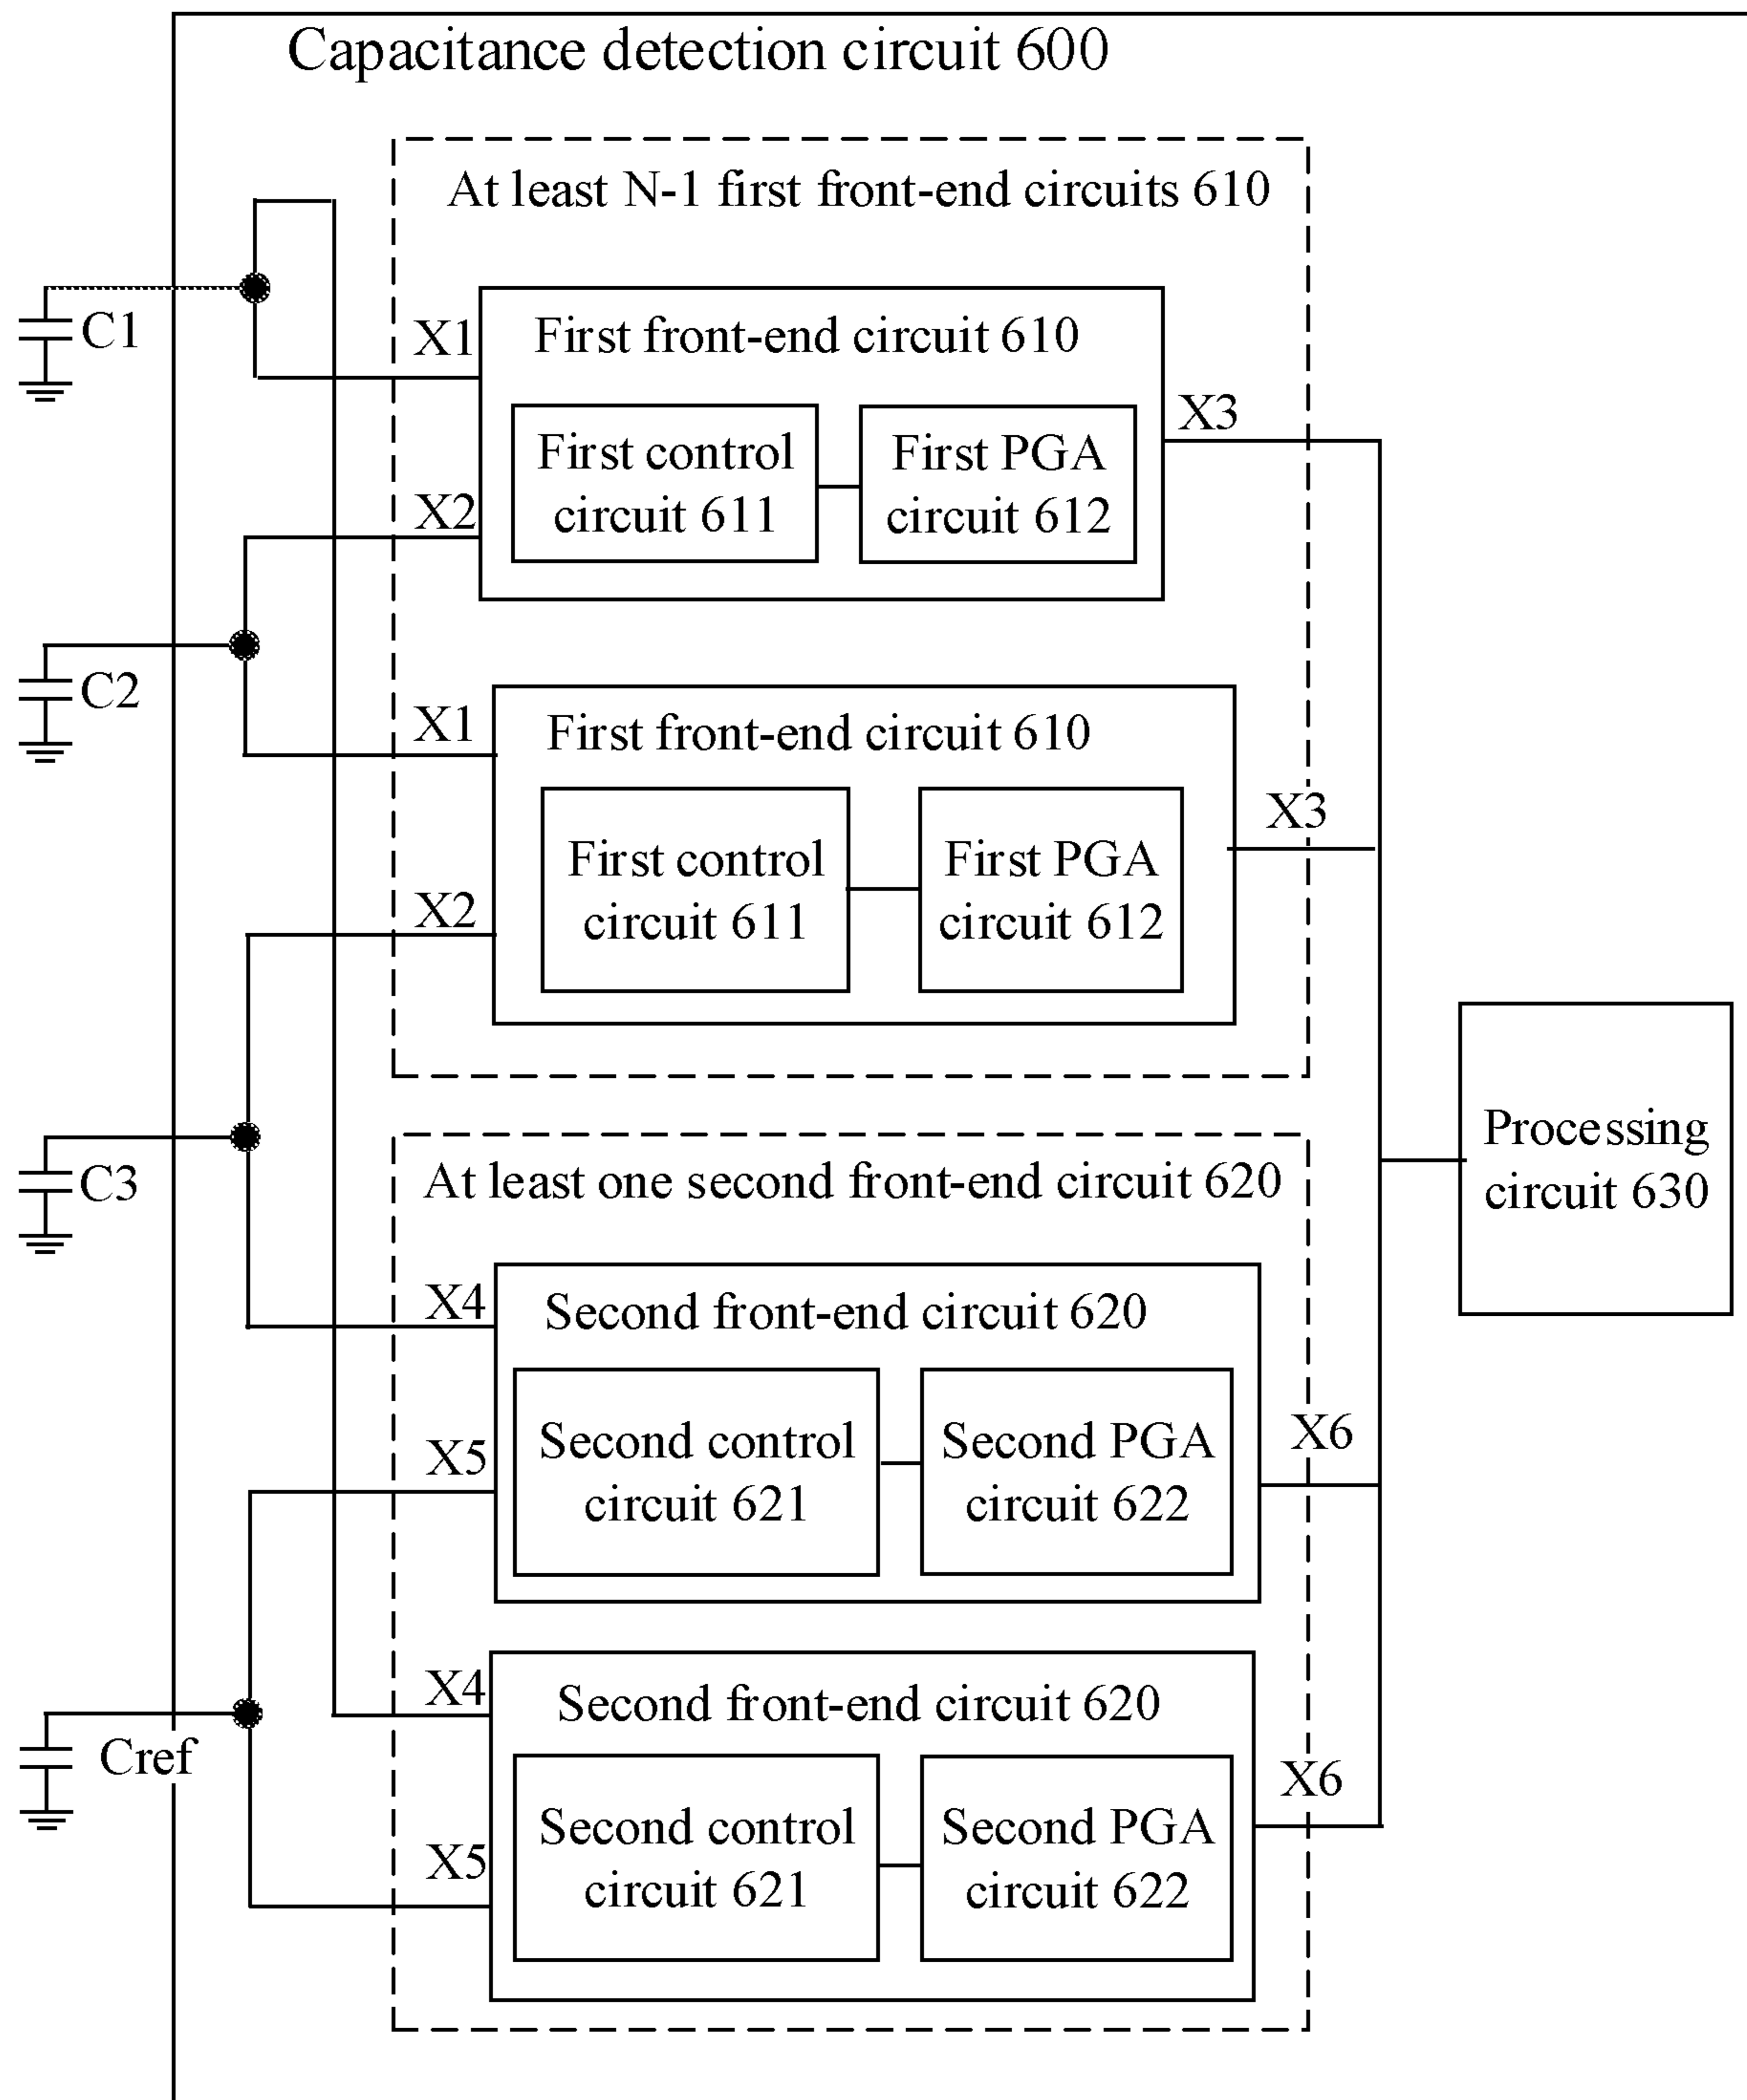 Capacitance detection circuit 600
At least N-1 first front-end circuits 610
C1
X1
First front-end circuit 610
X3
First control
circuit 611
First PGA
circuit 612
X2
C2
X1
First front-end circuit 610
X3
First control
circuit 611
First PGA
circuit 612
X2
Processing
circuit 630
C3
At least one second front-end circuit 620
X4
Second front-end circuit 620
X5
Second control
circuit 621
Second PGA
circuit 622
X6
X4
Second front-end circuit 620
Cref
X6
Second control
circuit 621
Second PGA
circuit 622
X5